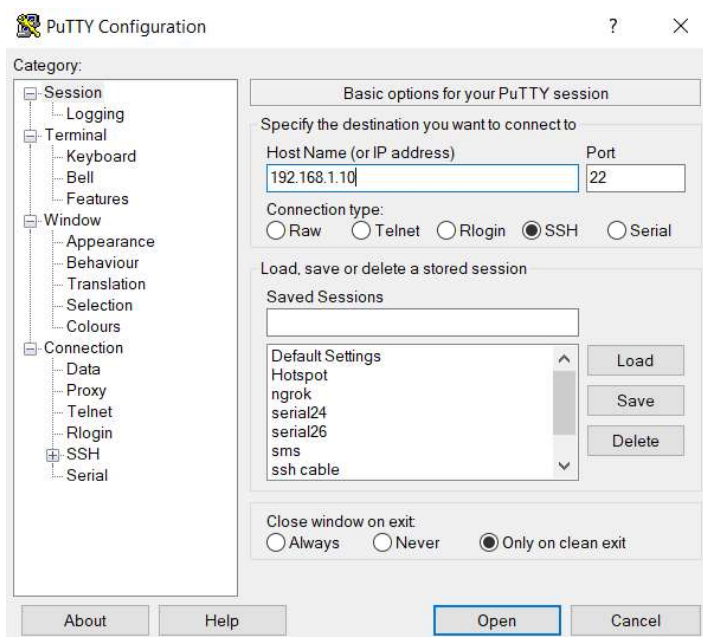 PuTTY Configuration
? ×
Category:
Session
Logging
Terminal
Keyboard
Bell
Features
Window
Appearance
Behaviour
Translation
Selection
Colours
Connection
Data
Proxy
Telnet
Rlogin
SSH
Serial
Basic options for your PuTTY session
Specify the destination you want to connect to
Host Name (or IP address) Port
192.168.1.10 22
Connection type:
Raw Telnet Rlogin SSH Serial
Load, save or delete a stored session
Saved Sessions
Default Settings
Hotspot
ngrok
serial24
serial26
sms
ssh cable
Load
Save
Delete
Close window on exit:
Always Never Only on clean exit
About Help Open Cancel